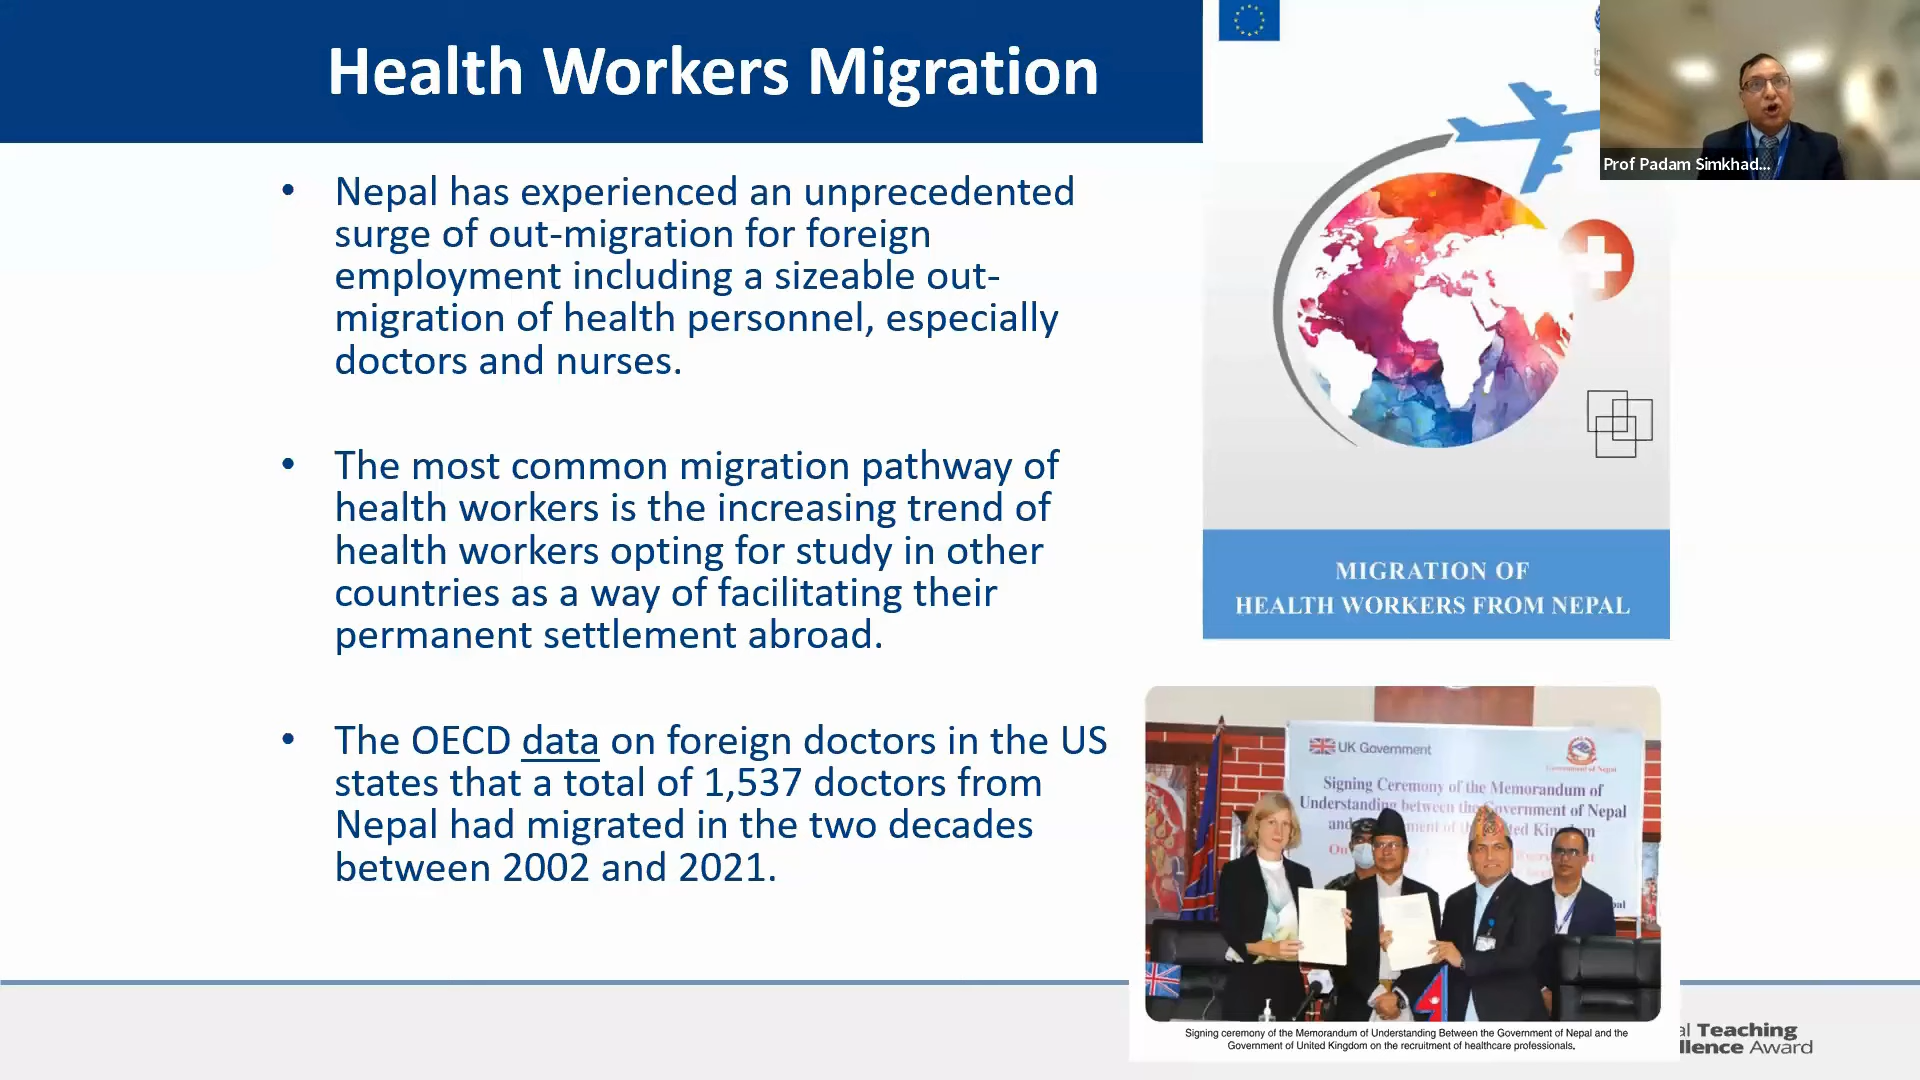 Health Workers Migration
• Nepal has experienced an unprecedented
surge of out-migration for foreign
employment including a sizeable out-
migration of health personnel, especially
doctors and nurses.
• The most common migration pathway of
health workers is the increasing trend of
health workers opting for study in other
countries as a way of facilitating their
permanent settlement abroad.
• The OECD data on foreign doctors in the US
states that a total of 1,537 doctors from
Nepal had migrated in the two decades
between 2002 and 2021.
Prof Padam Simkhad...
MIGRATION OF
HEALTH WORKERS FROM NEPAL
UK Government
Government of Nepal
Signing Ceremony of the Memorandum of
Understanding between the Government of Nepal
and
Signing ceremony of the Memorandum of Understanding Between the Government of Nepal and the
Government of United Kingdom on the recruitment of healthcare professionals.
Teaching
Award